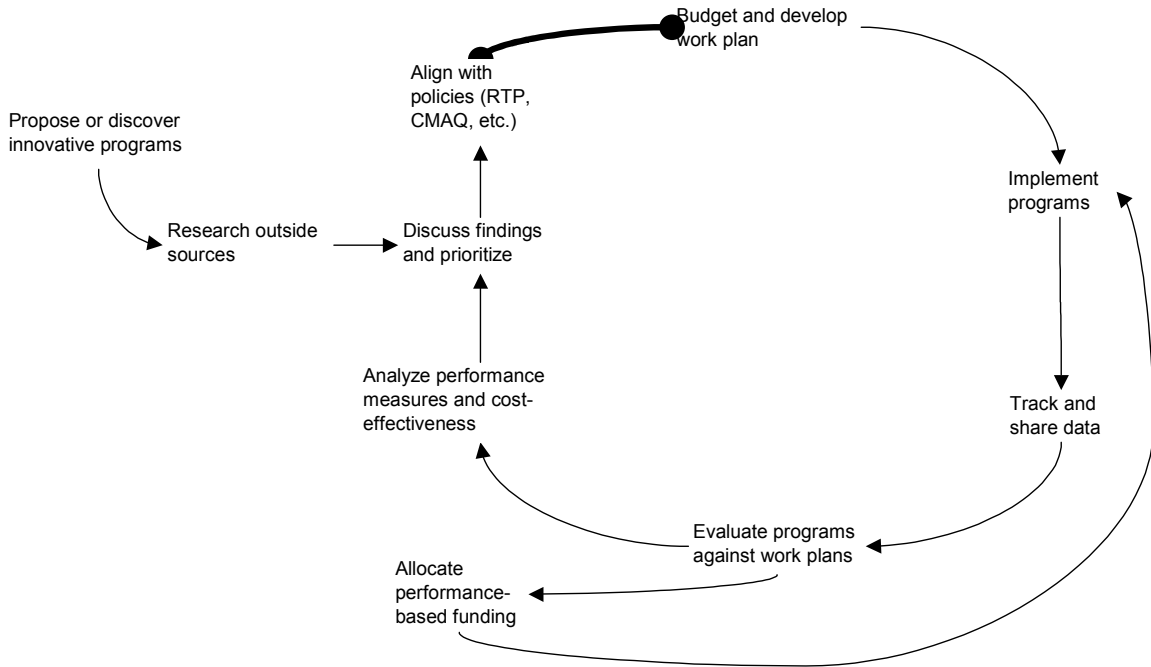 Budget and develop
work plan
Align with
policies (RTP,
CMAQ, etc.)
Propose or discover
innovative programs
Implement
programs
Research outside
sources
Discuss findings
and prioritize
Analyze performance
measures and cost-
effectiveness
Track and
share data
Evaluate programs
against work plans
Allocate
performance-
based funding